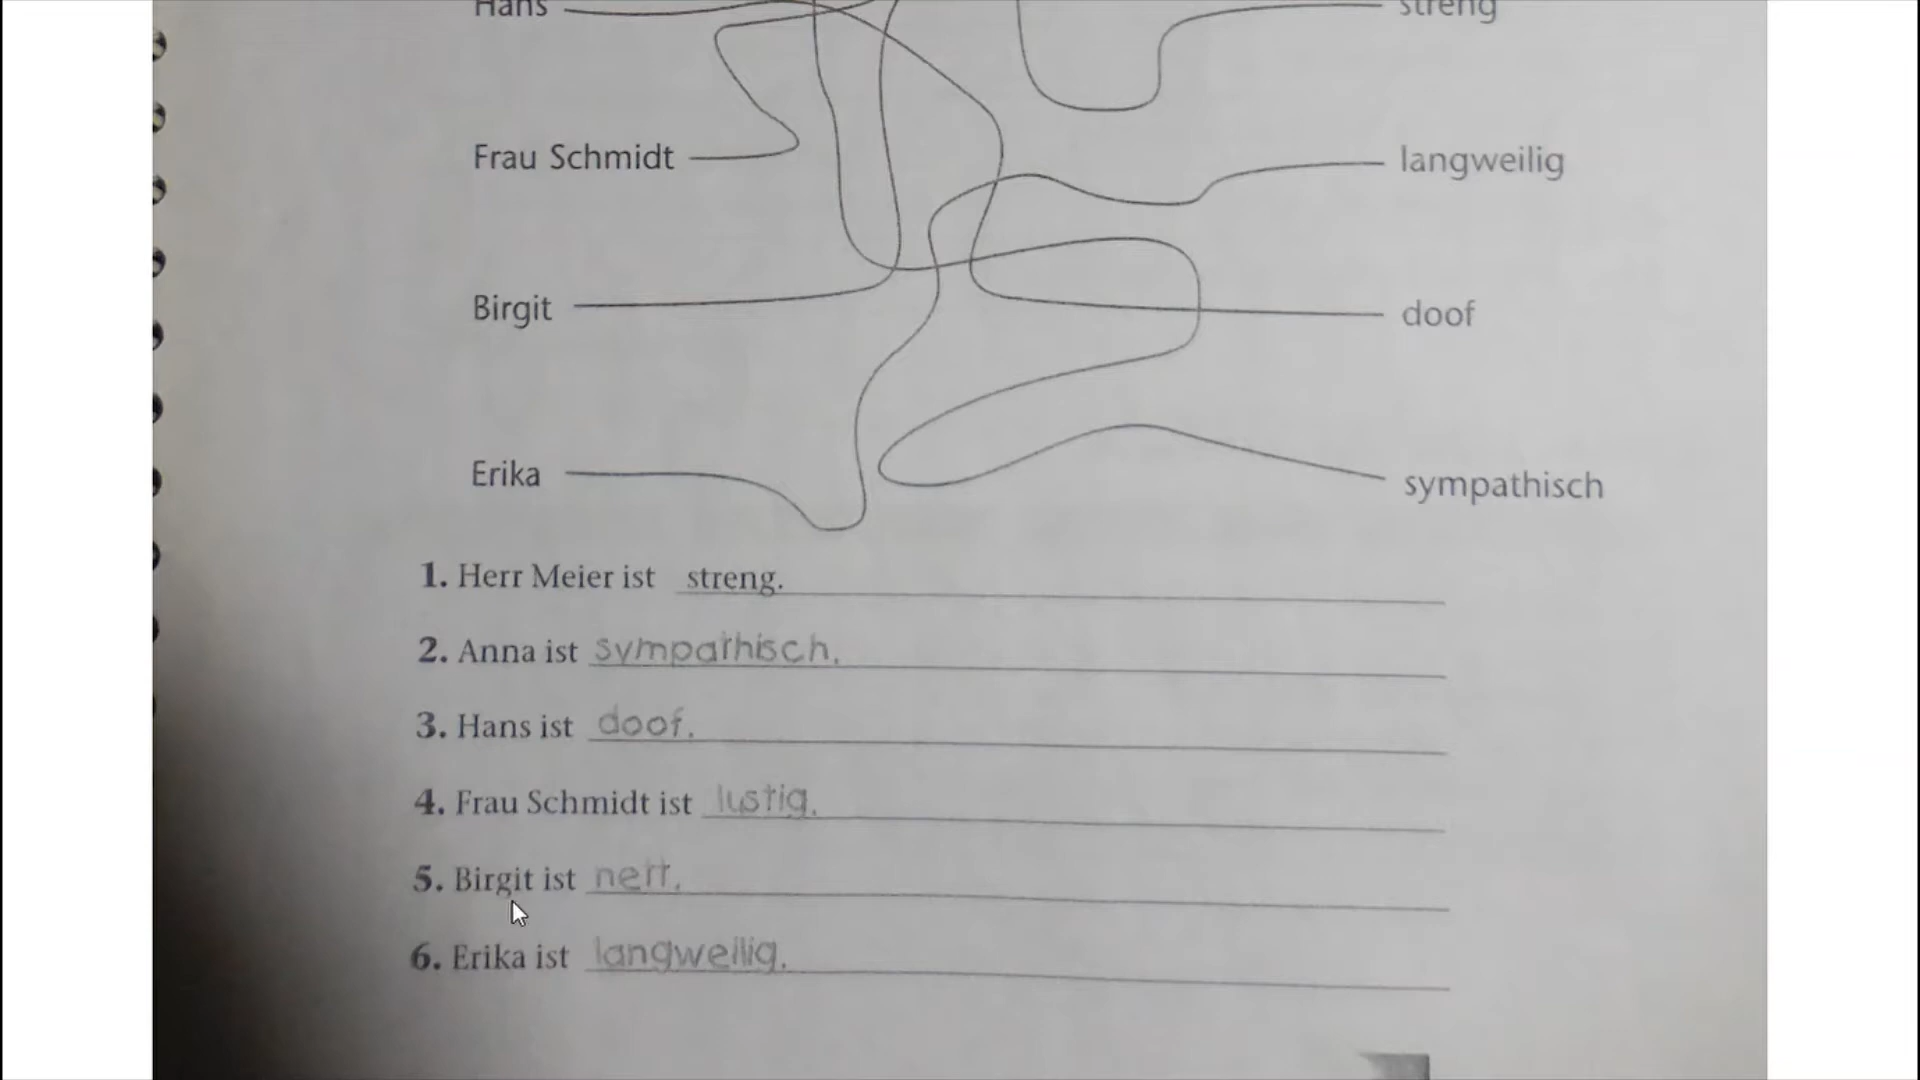 Hans
streng
Frau Schmidt
langweilig
Birgit
doof
Erika
sympathisch
1. Herr Meier ist streng.
2. Anna ist sympathisch.
3. Hans ist doof.
4. Frau Schmidt ist lustig.
5. Birgit ist nett.
6. Erika ist langweilig.